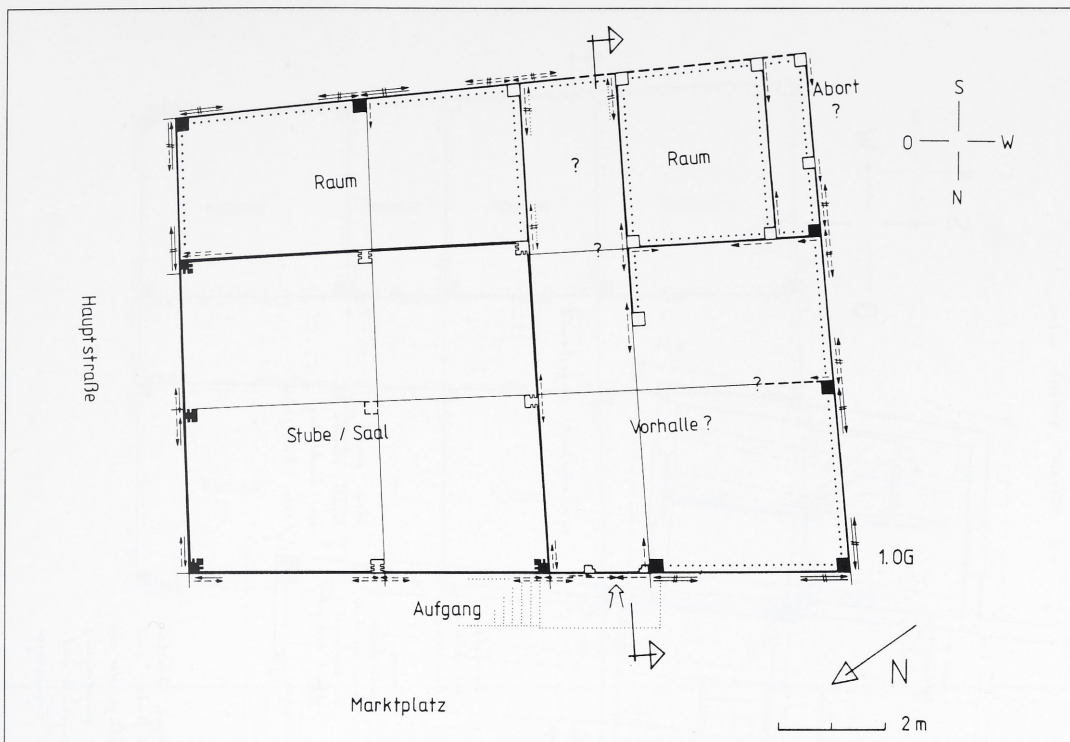 Abort
?
S
O W
N
?
Raum
Raum
?
Hauptstraße
?
Stube / Saal
Vorhalle ?
1.OG
Aufgang
N
Marktplatz
2 m